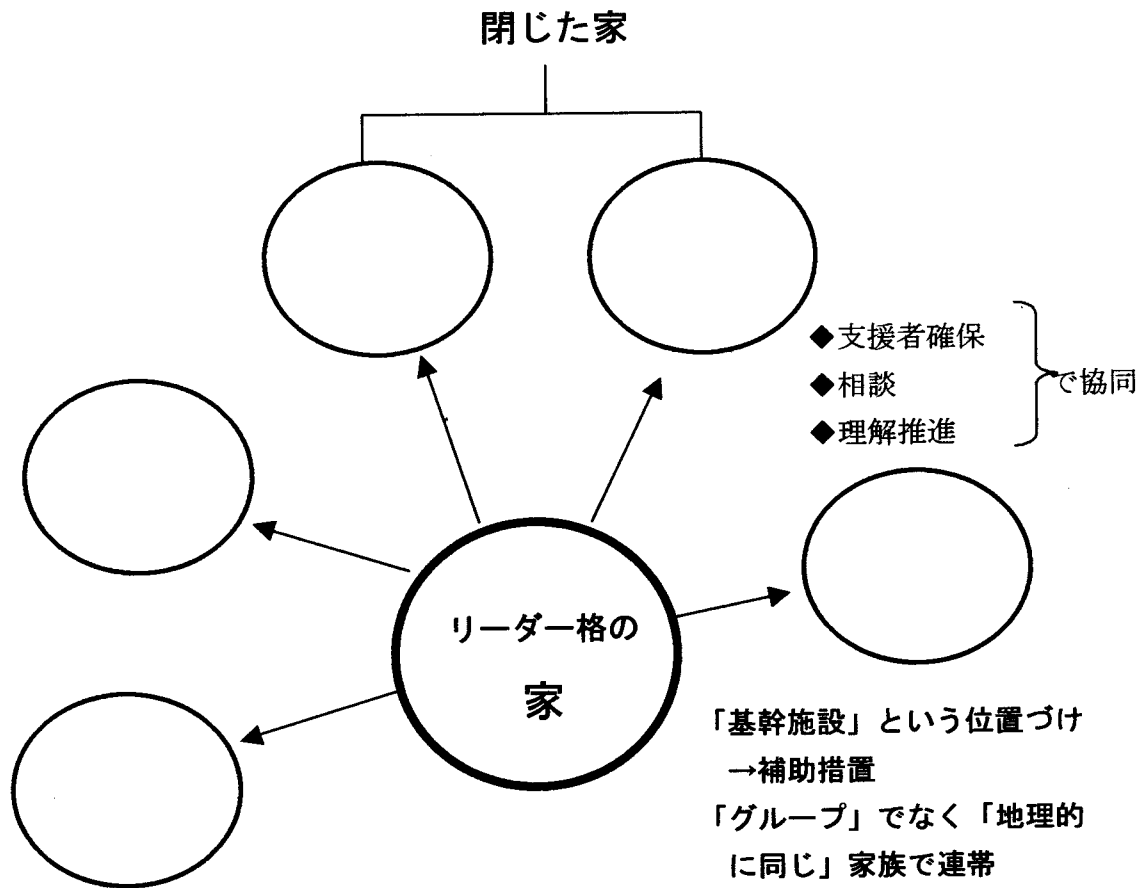 閉じた家
◆支援者確保
◆相談
で協同
◆理解推進
リーダー格の
家
「基幹施設」という位置づけ
→補助措置
「グループ」でなく「地理的
に同じ」家族で連帯